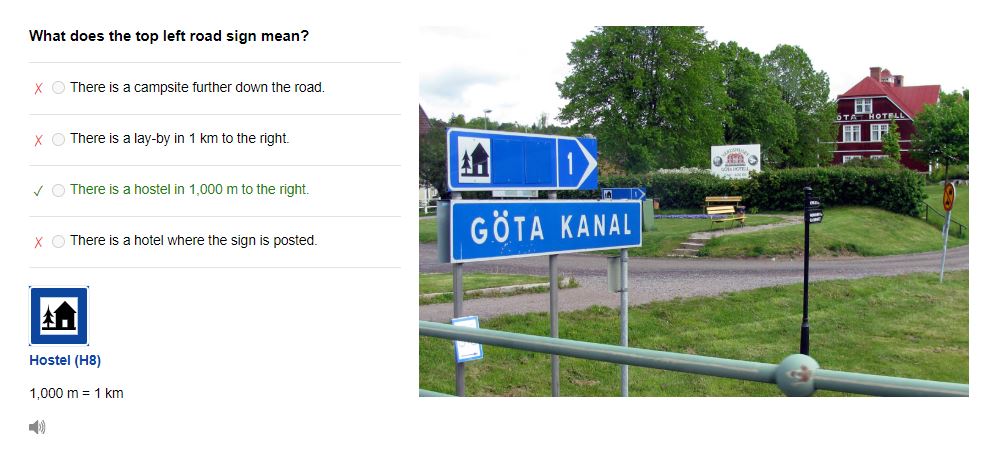 What does the top left road sign mean?
There is a campsite further down the road.
There is a lay-by in 1 km to the right.
There is a hostel in 1,000 m to the right.
There is a hotel where the sign is posted.
Hostel (H8)
1,000 m = 1 km
1
GÖTA KANAL
GÖTA HOTELL
ÖTA HOTELL